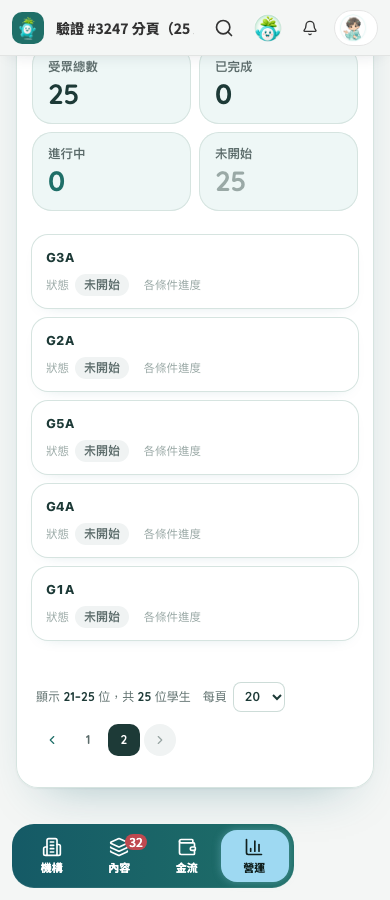 驗證 #3247 分頁（25
受眾總數
25
已完成
0
進行中
0
未開始
25
G3A
狀態 未開始 各條件進度
G2A
狀態 未開始 各條件進度
G5A
狀態 未開始 各條件進度
G4A
狀態 未開始 各條件進度
G1A
狀態 未開始 各條件進度
顯示 21-25 位，共 25 位學生 每頁 20
1 2
32
機構 內容 金流 營運